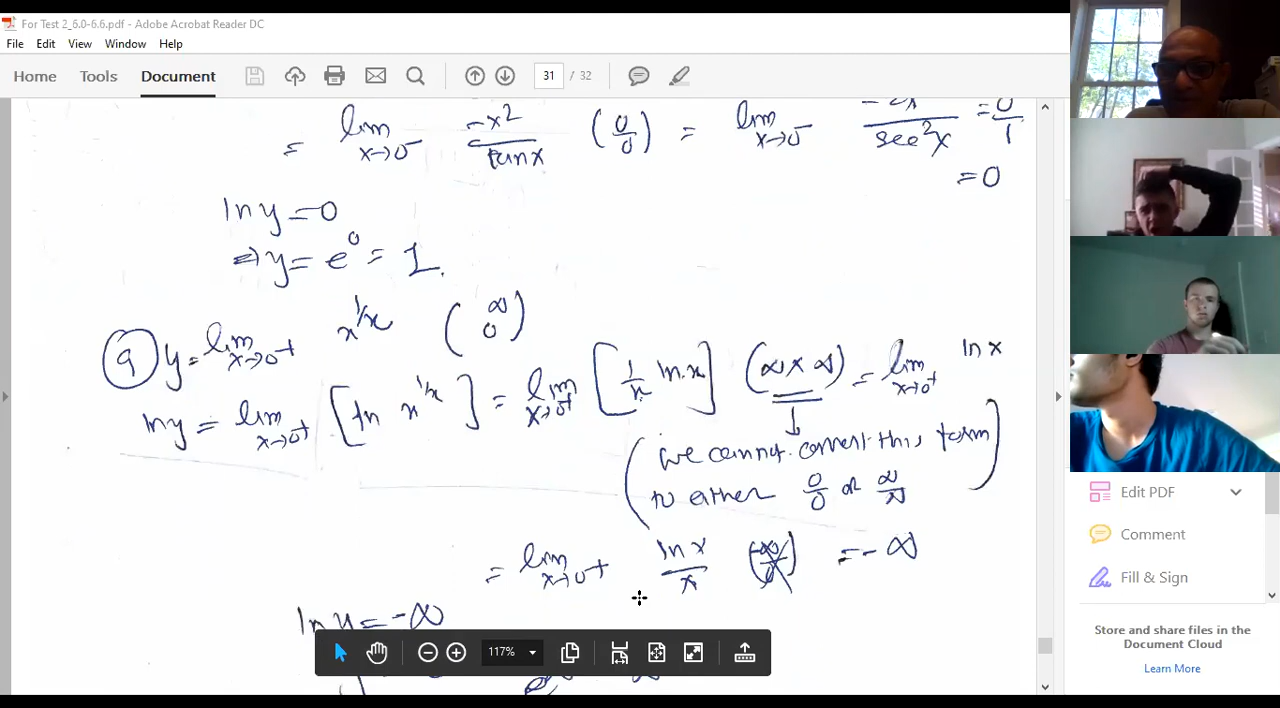 For Test 2_6.0-6.6.pdf - Adobe Acrobat Reader DC
File Edit View Window Help
Home Tools Document 31 / 32
= lim x→0⁻ -x²/tanx (0/0) = lim x→0⁻ -2x/sec²x = 0/1
= 0
ln y = 0
⇒ y = e⁰ = 1.
9 y = lim x→0⁺ x^(1/x) (0^∞)
ln y = lim x→0⁺ [ln x^(1/x)] = lim x→0⁺ [1/x ln x] (∞ × ∞) = lim x→0⁺ ln x
(we cannot convert this form
to either 0/0 or ∞/∞)
= lim x→0⁺ ln x/x (-∞/0) = -∞
ln y = -∞
117%
Edit PDF
Comment
Fill & Sign
Store and share files in the
Document Cloud
Learn More